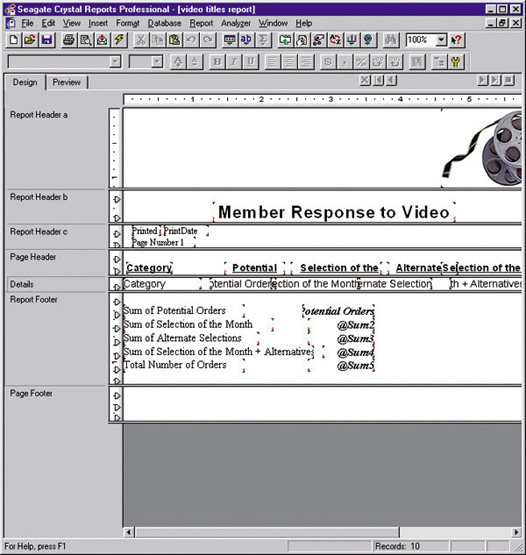 Seagate Crystal Reports Professional - [video titles report]
File Edit View Insert Format Database Report Analyzer Window Help
100%
B I U
Design Preview
1 2 3 4 5
Report Header a
Report Header b
Member Response to Video
Report Header c
Printed PrintDate
Page Number 1
Page Header
Category Potential Selection of the Alternate Selection of the
Details
Category otential Orders ection of the Month ernate Selection th + Alternatives
Report Footer
Sum of Potential Orders otential Orders
Sum of Selection of the Month @Sum2
Sum of Alternate Selections @Sum3
Sum of Selection of the Month + Alternatives @Sum4
Total Number of Orders @Sum5
Page Footer
For Help, press F1
Records: 10